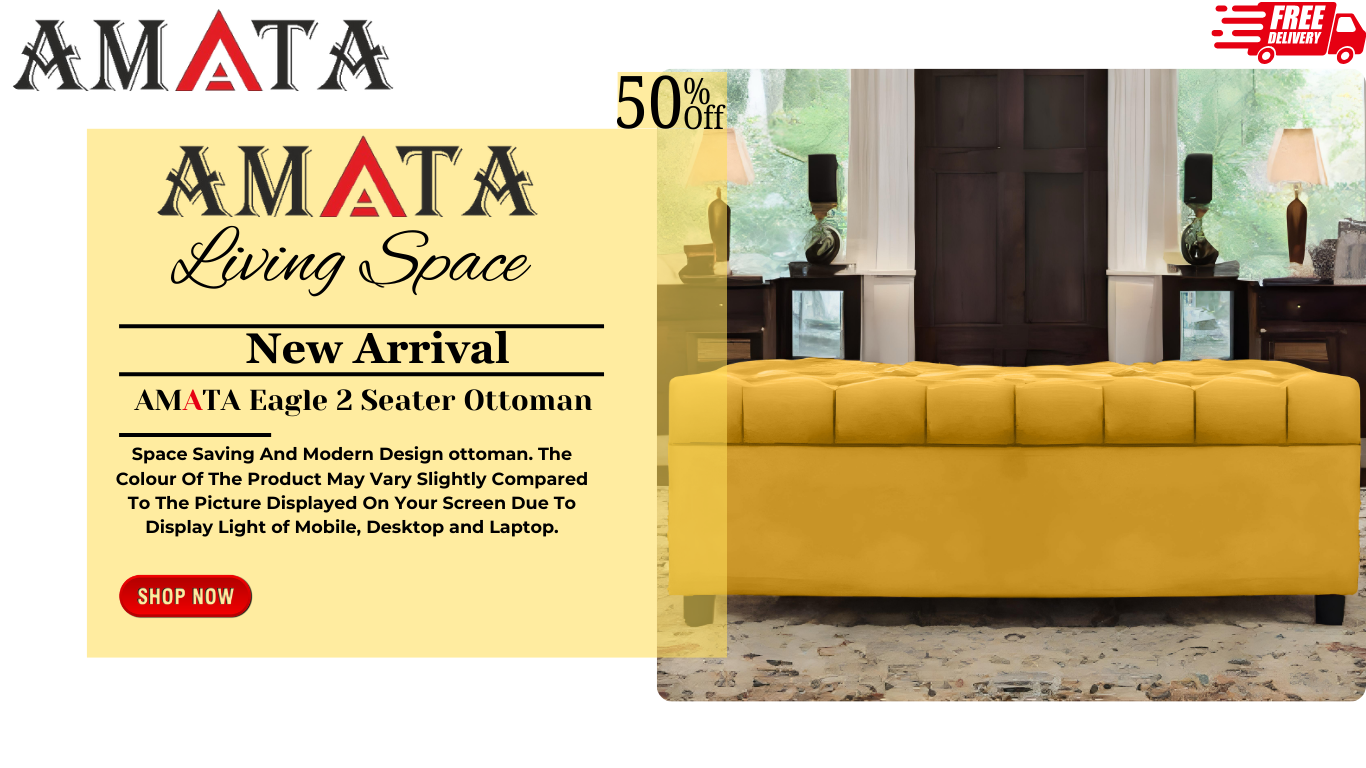 AMATA
FREE
DELIVERY
50%
Off
AMATA
Living Space
New Arrival
AMATA Eagle 2 Seater Ottoman
Space Saving And Modern Design ottoman. The
Colour Of The Product May Vary Slightly Compared
To The Picture Displayed On Your Screen Due To
Display Light of Mobile, Desktop and Laptop.
SHOP NOW